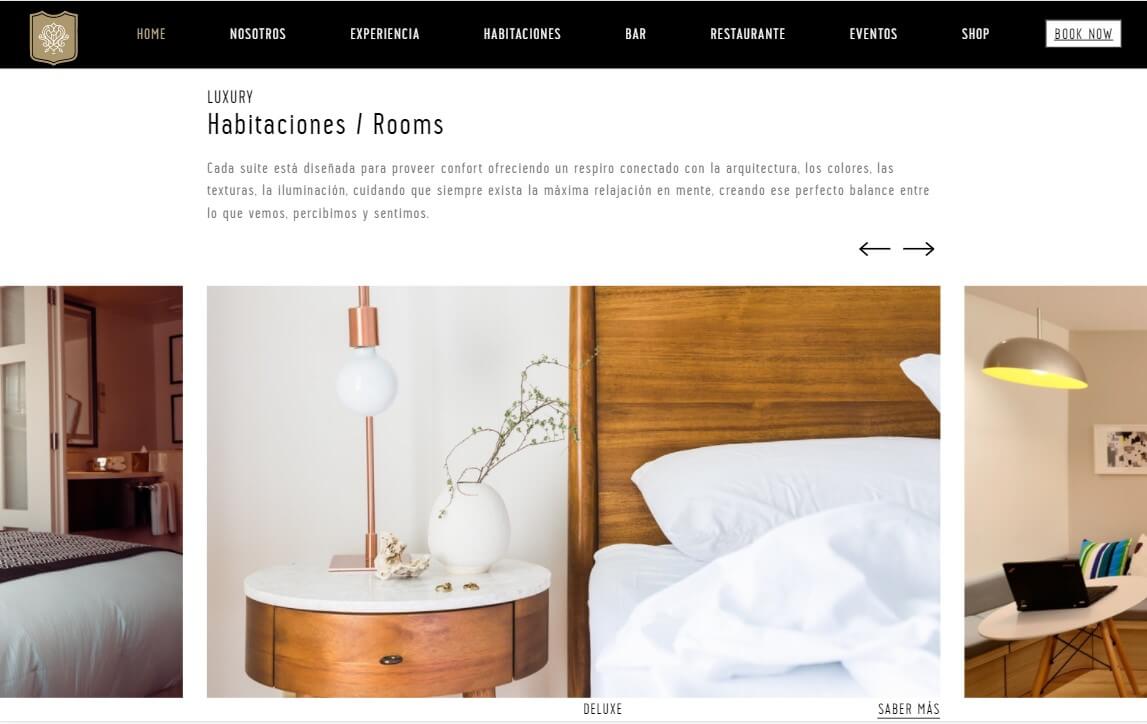 HOME NOSOTROS EXPERIENCIA HABITACIONES BAR RESTAURANTE EVENTOS SHOP BOOK NOW
LUXURY
Habitaciones / Rooms
Cada suite está diseñada para proveer confort ofreciendo un respiro conectado con la arquitectura, los colores, las
texturas, la iluminación, cuidando que siempre exista la máxima relajación en mente, creando ese perfecto balance entre
lo que vemos, percibimos y sentimos.
DELUXE SABER MÁS